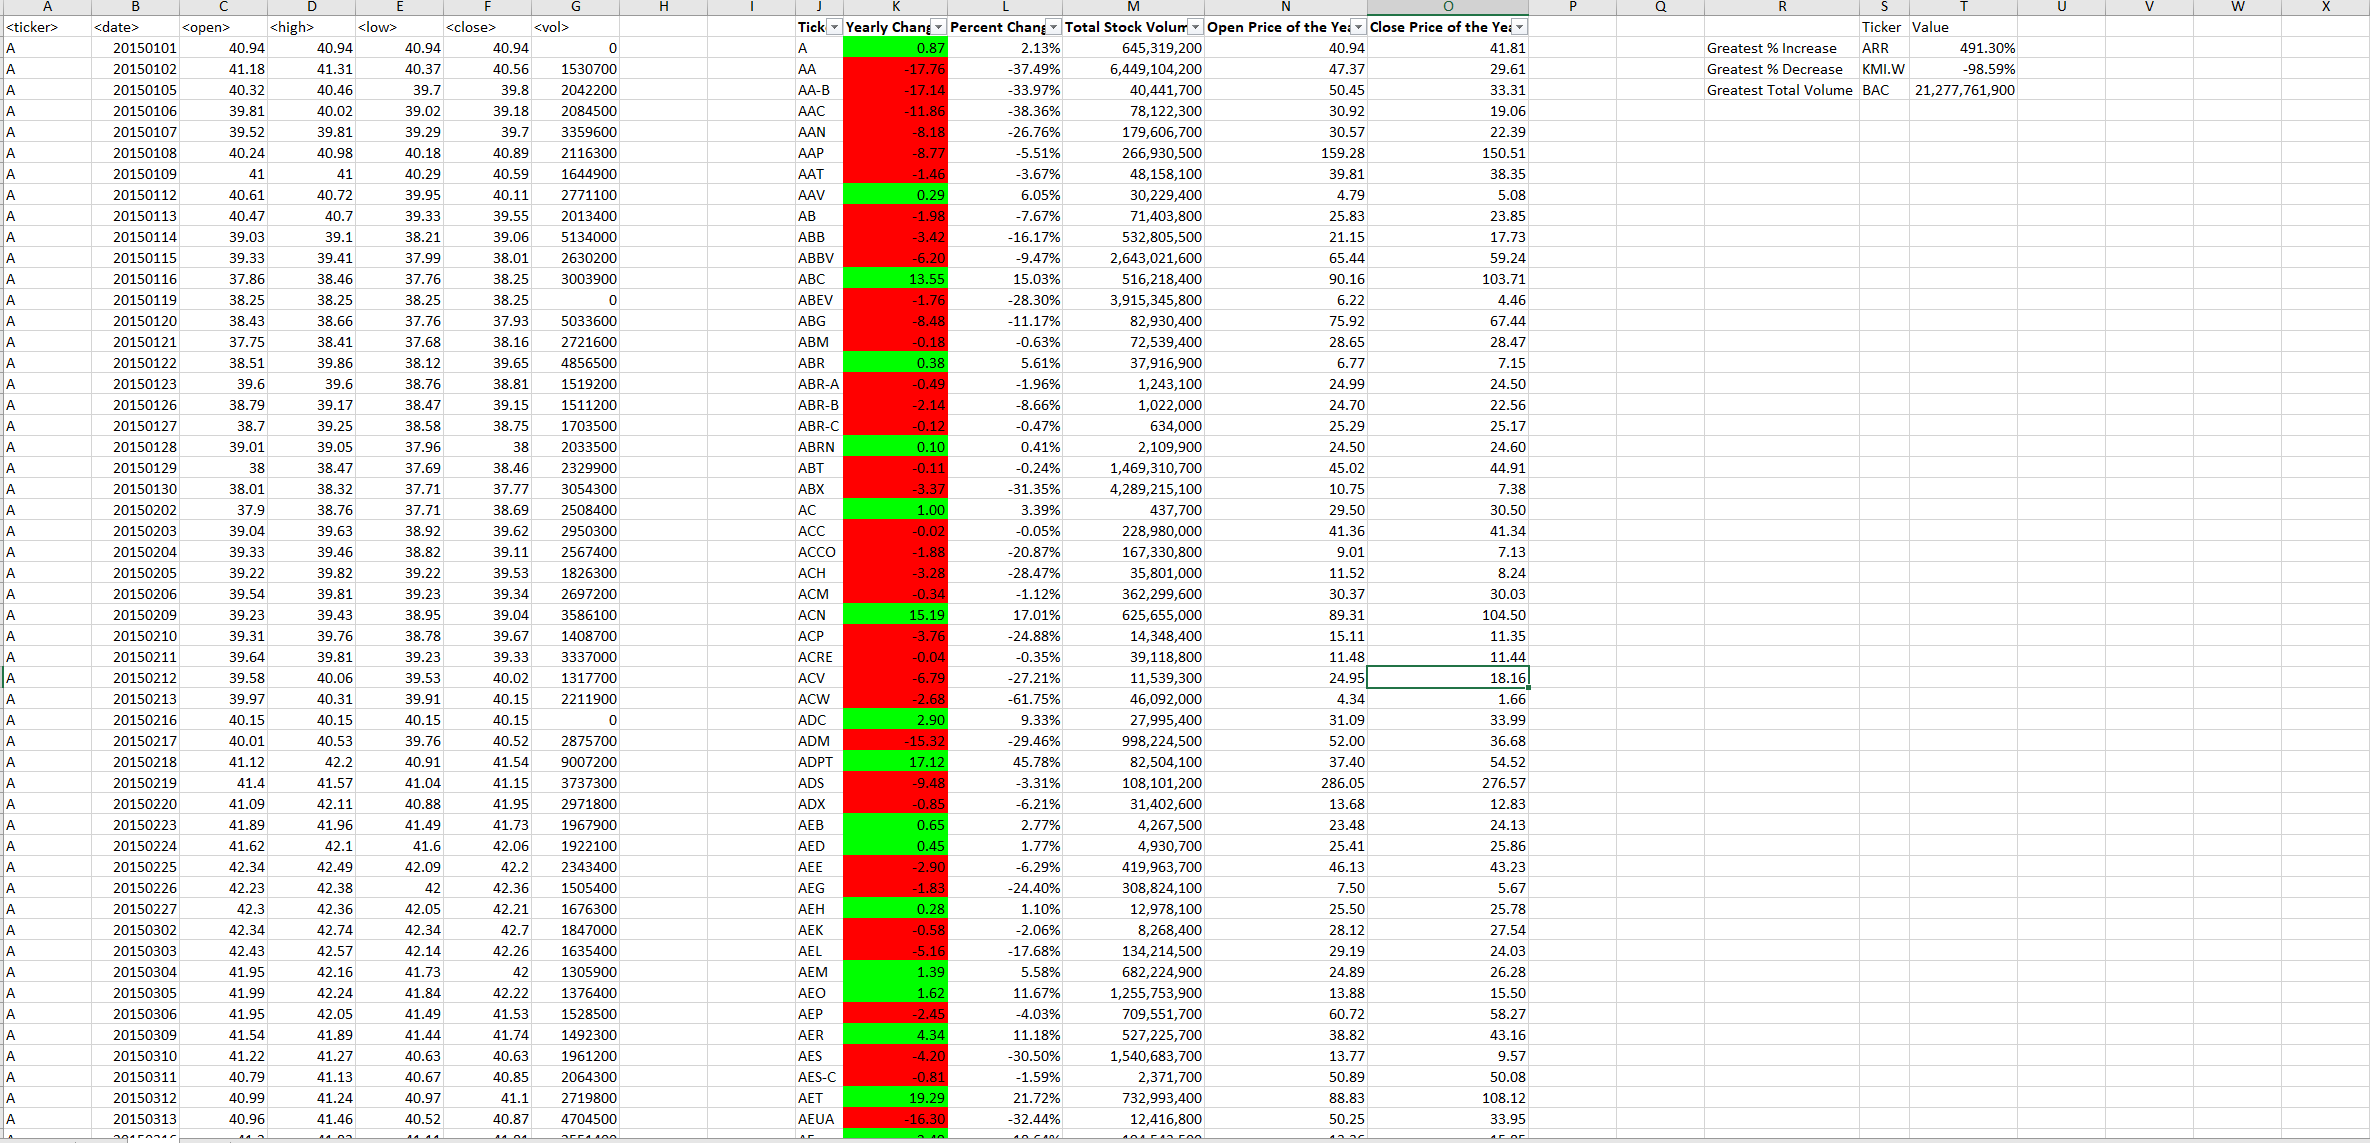 A B C D E F G H I J K L M N O P Q R S T U V W X
<ticker> <date> <open> <high> <low> <close> <vol> Tick Yearly Chang Percent Chang Total Stock Volum Open Price of the Yea Close Price of the Yea Ticker Value
A 20150101 40.94 40.94 40.94 40.94 0 A 0.87 2.13% 645,319,200 40.94 41.81 Greatest % Increase ARR 491.30%
A 20150102 41.18 41.31 40.37 40.56 1530700 AA -17.76 -37.49% 6,449,104,200 47.37 29.61 Greatest % Decrease KMI.W -98.59%
A 20150105 40.32 40.46 39.7 39.8 2042200 AA-B -17.14 -33.97% 40,441,700 50.45 33.31 Greatest Total Volume BAC 21,277,761,900
A 20150106 39.81 40.02 39.02 39.18 2084500 AAC -11.86 -38.36% 78,122,300 30.92 19.06
A 20150107 39.52 39.81 39.29 39.7 3359600 AAN -8.18 -26.76% 179,606,700 30.57 22.39
A 20150108 40.24 40.98 40.18 40.89 2116300 AAP -8.77 -5.51% 266,930,500 159.28 150.51
A 20150109 41 41 40.29 40.59 1644900 AAT -1.46 -3.67% 48,158,100 39.81 38.35
A 20150112 40.61 40.72 39.95 40.11 2771100 AAV 0.29 6.05% 30,229,400 4.79 5.08
A 20150113 40.47 40.7 39.33 39.55 2013400 AB -1.98 -7.67% 71,403,800 25.83 23.85
A 20150114 39.03 39.1 38.21 39.06 5134000 ABB -3.42 -16.17% 532,805,500 21.15 17.73
A 20150115 39.33 39.41 37.99 38.01 2630200 ABBV -6.20 -9.47% 2,643,021,600 65.44 59.24
A 20150116 37.86 38.46 37.76 38.25 3003900 ABC 13.55 15.03% 516,218,400 90.16 103.71
A 20150119 38.25 38.25 38.25 38.25 0 ABEV -1.76 -28.30% 3,915,345,800 6.22 4.46
A 20150120 38.43 38.66 37.76 37.93 5033600 ABG -8.48 -11.17% 82,930,400 75.92 67.44
A 20150121 37.75 38.41 37.68 38.16 2721600 ABM -0.18 -0.63% 72,539,400 28.65 28.47
A 20150122 38.51 39.86 38.12 39.65 4856500 ABR 0.38 5.61% 37,916,900 6.77 7.15
A 20150123 39.6 39.6 38.76 38.81 1519200 ABR-A -0.49 -1.96% 1,243,100 24.99 24.50
A 20150126 38.79 39.17 38.47 39.15 1511200 ABR-B -2.14 -8.66% 1,022,000 24.70 22.56
A 20150127 38.7 39.25 38.58 38.75 1703500 ABR-C -0.12 -0.47% 634,000 25.29 25.17
A 20150128 39.01 39.05 37.96 38 2033500 ABRN 0.10 0.41% 2,109,900 24.50 24.60
A 20150129 38 38.47 37.69 38.46 2329900 ABT -0.11 -0.24% 1,469,310,700 45.02 44.91
A 20150130 38.01 38.32 37.71 37.77 3054300 ABX -3.37 -31.35% 4,289,215,100 10.75 7.38
A 20150202 37.9 38.76 37.71 38.69 2508400 AC 1.00 3.39% 437,700 29.50 30.50
A 20150203 39.04 39.63 38.92 39.62 2950300 ACC -0.02 -0.05% 228,980,000 41.36 41.34
A 20150204 39.33 39.46 38.82 39.11 2567400 ACCO -1.88 -20.87% 167,330,800 9.01 7.13
A 20150205 39.22 39.82 39.22 39.53 1826300 ACH -3.28 -28.47% 35,801,000 11.52 8.24
A 20150206 39.54 39.81 39.23 39.34 2697200 ACM -0.34 -1.12% 362,299,600 30.37 30.03
A 20150209 39.23 39.43 38.95 39.04 3586100 ACN 15.19 17.01% 625,655,000 89.31 104.50
A 20150210 39.31 39.76 38.78 39.67 1408700 ACP -3.76 -24.88% 14,348,400 15.11 11.35
A 20150211 39.64 39.81 39.23 39.33 3337000 ACRE -0.04 -0.35% 39,118,800 11.48 11.44
A 20150212 39.58 40.06 39.53 40.02 1317700 ACV -6.79 -27.21% 11,539,300 24.95 18.16
A 20150213 39.97 40.31 39.91 40.15 2211900 ACW -2.68 -61.75% 46,092,000 4.34 1.66
A 20150216 40.15 40.15 40.15 40.15 0 ADC 2.90 9.33% 27,995,400 31.09 33.99
A 20150217 40.01 40.53 39.76 40.52 2875700 ADM -15.32 -29.46% 998,224,500 52.00 36.68
A 20150218 41.12 42.2 40.91 41.54 9007200 ADPT 17.12 45.78% 82,504,100 37.40 54.52
A 20150219 41.4 41.57 41.04 41.15 3737300 ADS -9.48 -3.31% 108,101,200 286.05 276.57
A 20150220 41.09 42.11 40.88 41.95 2971800 ADX -0.85 -6.21% 31,402,600 13.68 12.83
A 20150223 41.89 41.96 41.49 41.73 1967900 AEB 0.65 2.77% 4,267,500 23.48 24.13
A 20150224 41.62 42.1 41.6 42.06 1922100 AED 0.45 1.77% 4,930,700 25.41 25.86
A 20150225 42.34 42.49 42.09 42.2 2343400 AEE -2.90 -6.29% 419,963,700 46.13 43.23
A 20150226 42.23 42.38 42 42.36 1505400 AEG -1.83 -24.40% 308,824,100 7.50 5.67
A 20150227 42.3 42.36 42.05 42.21 1676300 AEH 0.28 1.10% 12,978,100 25.50 25.78
A 20150302 42.34 42.74 42.34 42.7 1847000 AEK -0.58 -2.06% 8,268,400 28.12 27.54
A 20150303 42.43 42.57 42.14 42.26 1635400 AEL -5.16 -17.68% 134,214,500 29.19 24.03
A 20150304 41.95 42.16 41.73 42 1305900 AEM 1.39 5.58% 682,224,900 24.89 26.28
A 20150305 41.99 42.24 41.84 42.22 1376400 AEO 1.62 11.67% 1,255,753,900 13.88 15.50
A 20150306 41.95 42.05 41.49 41.53 1528500 AEP -2.45 -4.03% 709,551,700 60.72 58.27
A 20150309 41.54 41.89 41.44 41.74 1492300 AER 4.34 11.18% 527,225,700 38.82 43.16
A 20150310 41.22 41.27 40.63 40.63 1961200 AES -4.20 -30.50% 1,540,683,700 13.77 9.57
A 20150311 40.79 41.13 40.67 40.85 2064300 AES-C -0.81 -1.59% 2,371,700 50.89 50.08
A 20150312 40.99 41.24 40.97 41.1 2719800 AET 19.29 21.72% 732,993,400 88.83 108.12
A 20150313 40.96 41.46 40.52 40.87 4704500 AEUA -16.30 -32.44% 12,416,800 50.25 33.95